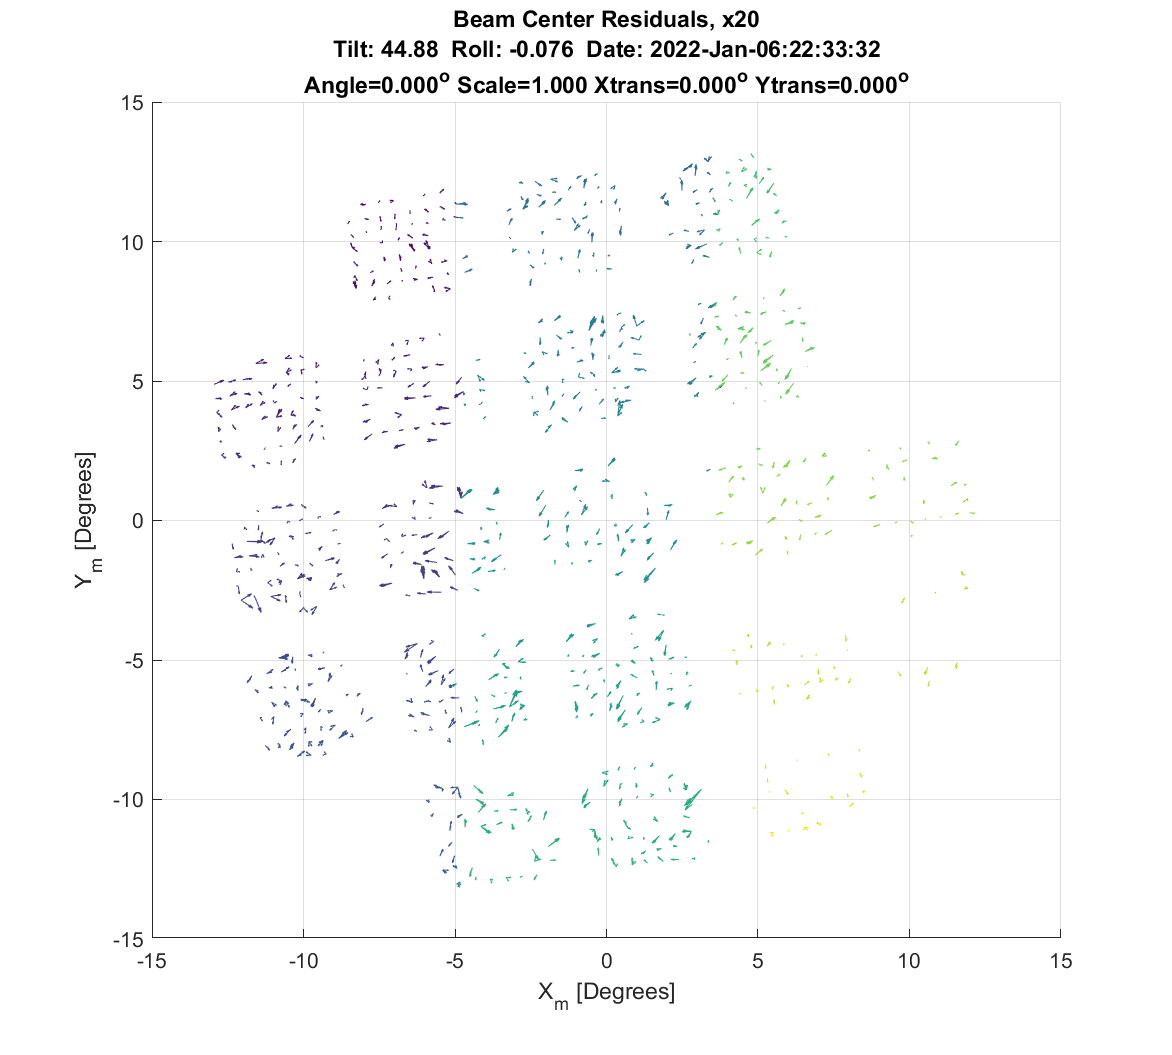 Beam Center Residuals, x20
Tilt: 44.88 Roll: -0.076 Date: 2022-Jan-06:22:33:32
Angle=0.000° Scale=1.000 Xtrans=0.000° Ytrans=0.000°
15
10
5
0
-5
-10
-15
Y_m [Degrees]
-15 -10 -5 0 5 10 15
X_m [Degrees]